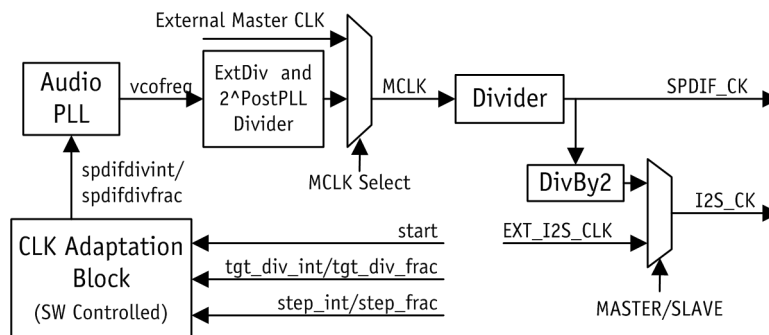 External Master CLK
Audio
PLL
vcofreq
ExtDiv and
2^PostPLL
Divider
MCLK
Divider
SPDIF_CK
spdifdivint/
spdifdivfrac
MCLK Select
DivBy2
I2S_CK
CLK Adaptation
Block
(SW Controlled)
start
tgt_div_int/tgt_div_frac
step_int/step_frac
EXT_I2S_CLK
MASTER/SLAVE